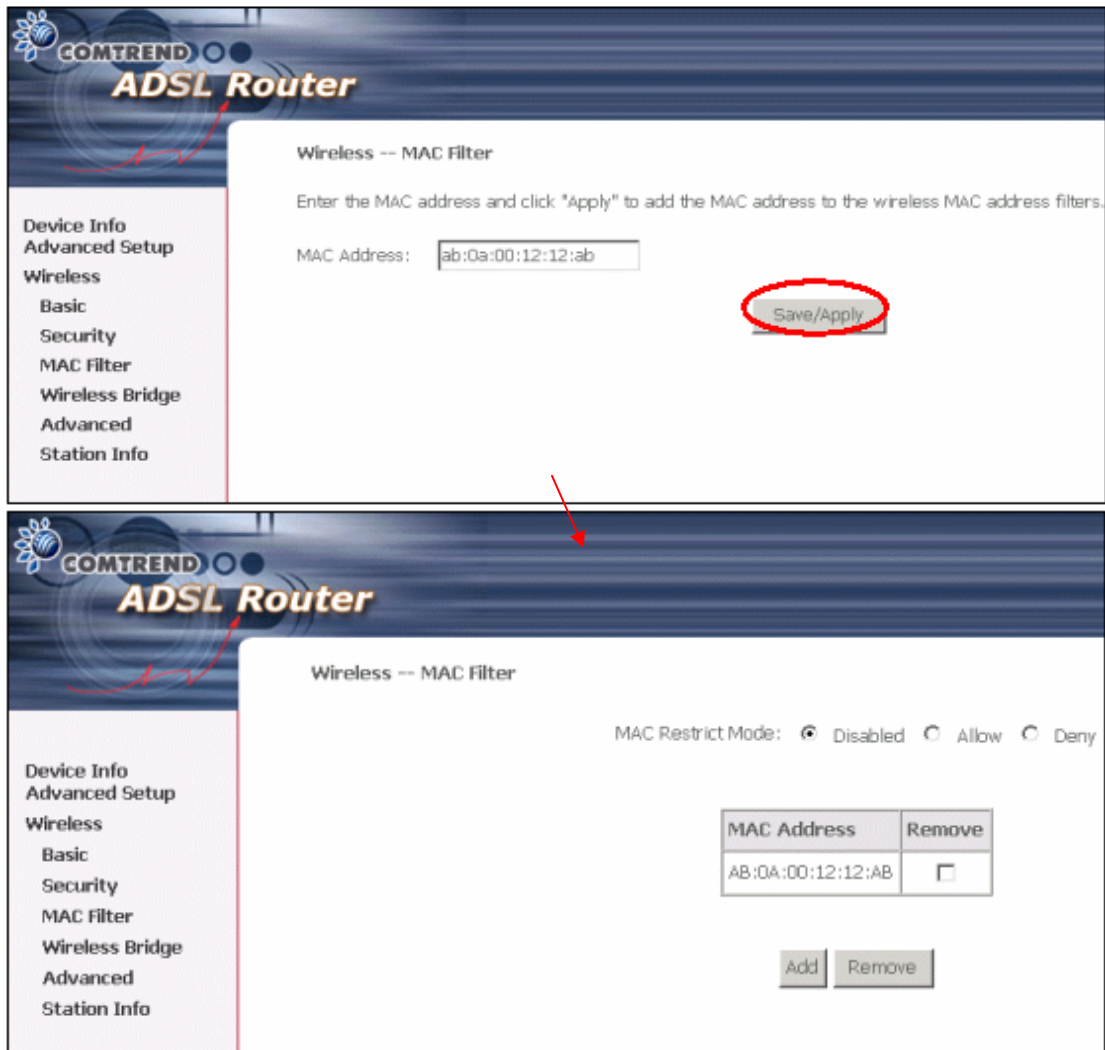 COMTREND
ADSL Router
Wireless -- MAC Filter
Enter the MAC address and click "Apply" to add the MAC address to the wireless MAC address filters.
MAC Address: ab:0a:00:12:12:ab
Save/Apply
Device Info
Advanced Setup
Wireless
Basic
Security
MAC Filter
Wireless Bridge
Advanced
Station Info
COMTREND
ADSL Router
Wireless -- MAC Filter
MAC Restrict Mode: Disabled Allow Deny
MAC Address Remove
AB:0A:00:12:12:AB
Add Remove
Device Info
Advanced Setup
Wireless
Basic
Security
MAC Filter
Wireless Bridge
Advanced
Station Info